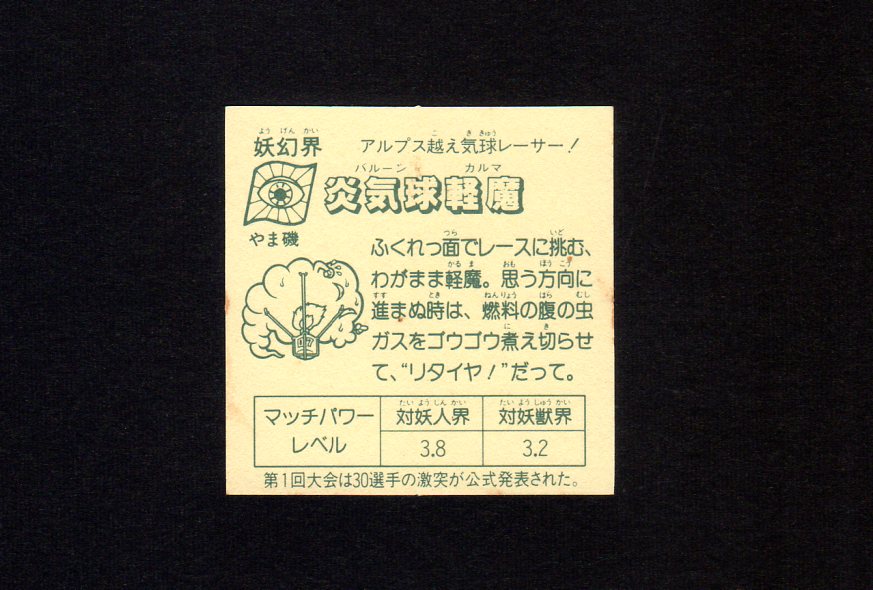 妖幻界
アルプス越え気球レーサー！
炎気球軽魔
やま磯
ふくれっ面でレースに挑む、
わがまま軽魔。思う方向に
進まぬ時は、燃料の腹の虫
ガスをゴウゴウ煮え切らせ
て、“リタイヤ！”だって。
マッチパワーレベル
対妖人界 対妖獣界
3.8 3.2
第1回大会は30選手の激突が公式発表された。